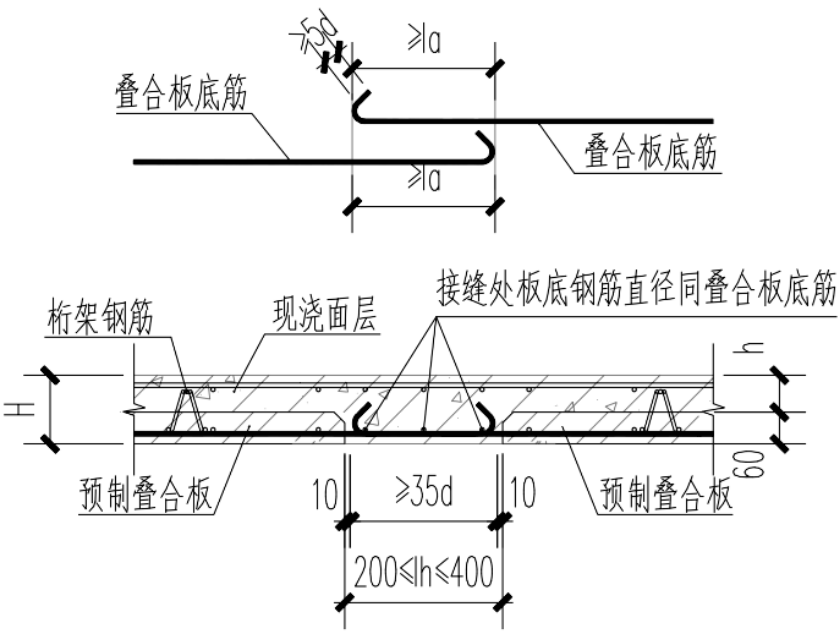 ≥5d
≥la
叠合板底筋
叠合板底筋
≥la
接缝处板底钢筋直径同叠合板底筋
桁架钢筋
现浇面层
h
H
60
预制叠合板
10
≥35d
10
预制叠合板
200≤lh≤400